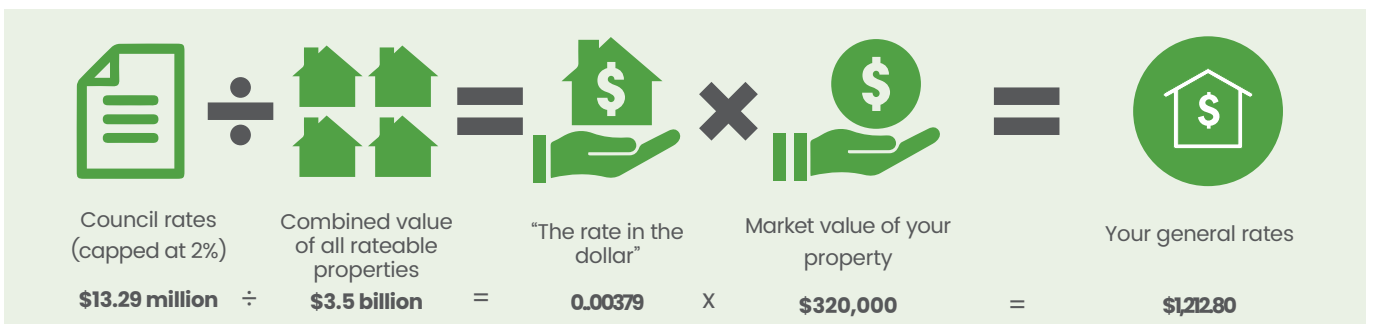 $
$
$
Council rates
(capped at 2%)
Combined value
of all rateable
properties
“The rate in the
dollar”
Market value of your
property
Your general rates
$13.29 million ÷ $3.5 billion = 0.00379 x $320,000 = $1,212.80